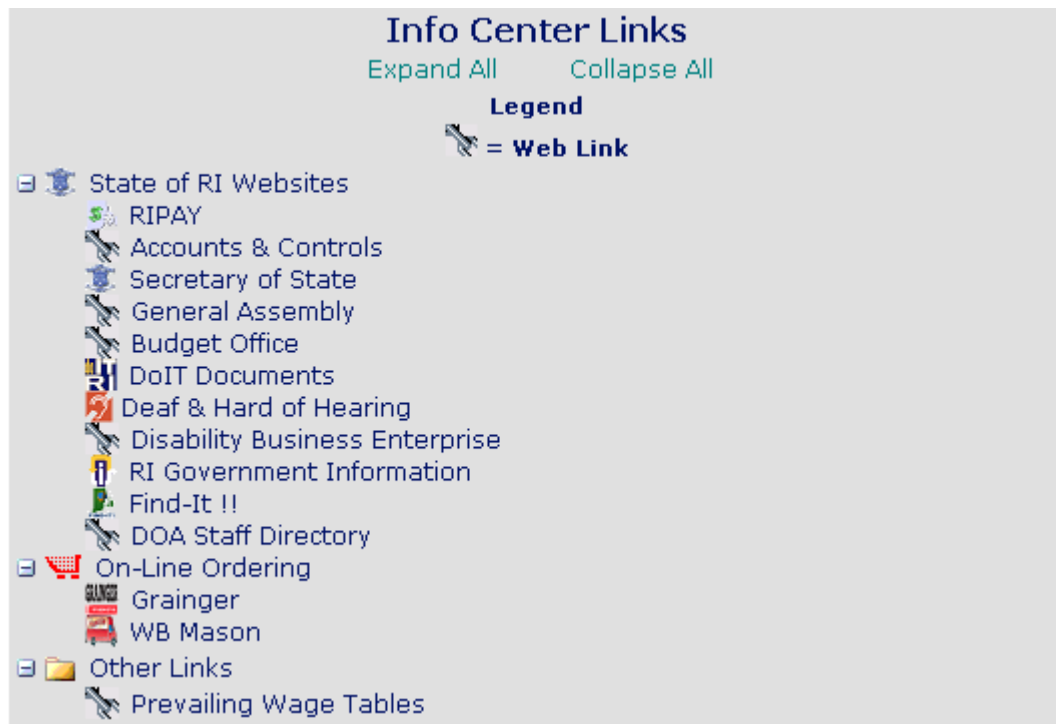 Info Center Links
Expand All Collapse All
Legend
= Web Link
State of RI Websites
RIPAY
Accounts & Controls
Secretary of State
General Assembly
Budget Office
DoIT Documents
Deaf & Hard of Hearing
Disability Business Enterprise
RI Government Information
Find-It !!
DOA Staff Directory
On-Line Ordering
GRAINGER
Grainger
WB Mason
Other Links
Prevailing Wage Tables